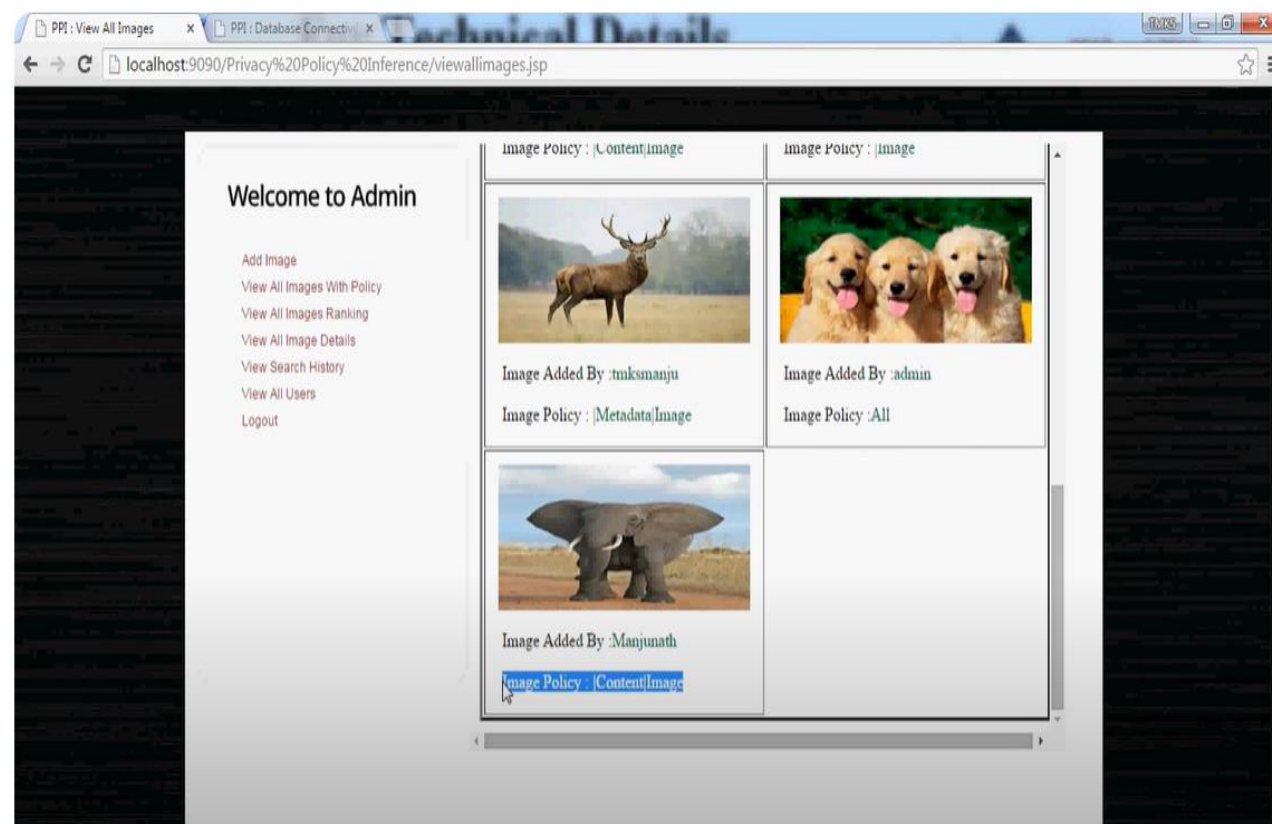 PPI : View All Images
PPI : Database Connectiv
Technical Details
TMKS
localhost:9090/Privacy%20Policy%20Inference/viewallimages.jsp
Welcome to Admin
Add Image
View All Images With Policy
View All Images Ranking
View All Image Details
View Search History
View All Users
Logout
Image Policy : |Content|Image
Image Policy : |Image
Image Added By :tmksmanju
Image Policy : |Metadata|Image
Image Added By :admin
Image Policy :All
Image Added By :Manjunath
Image Policy : |Content|Image